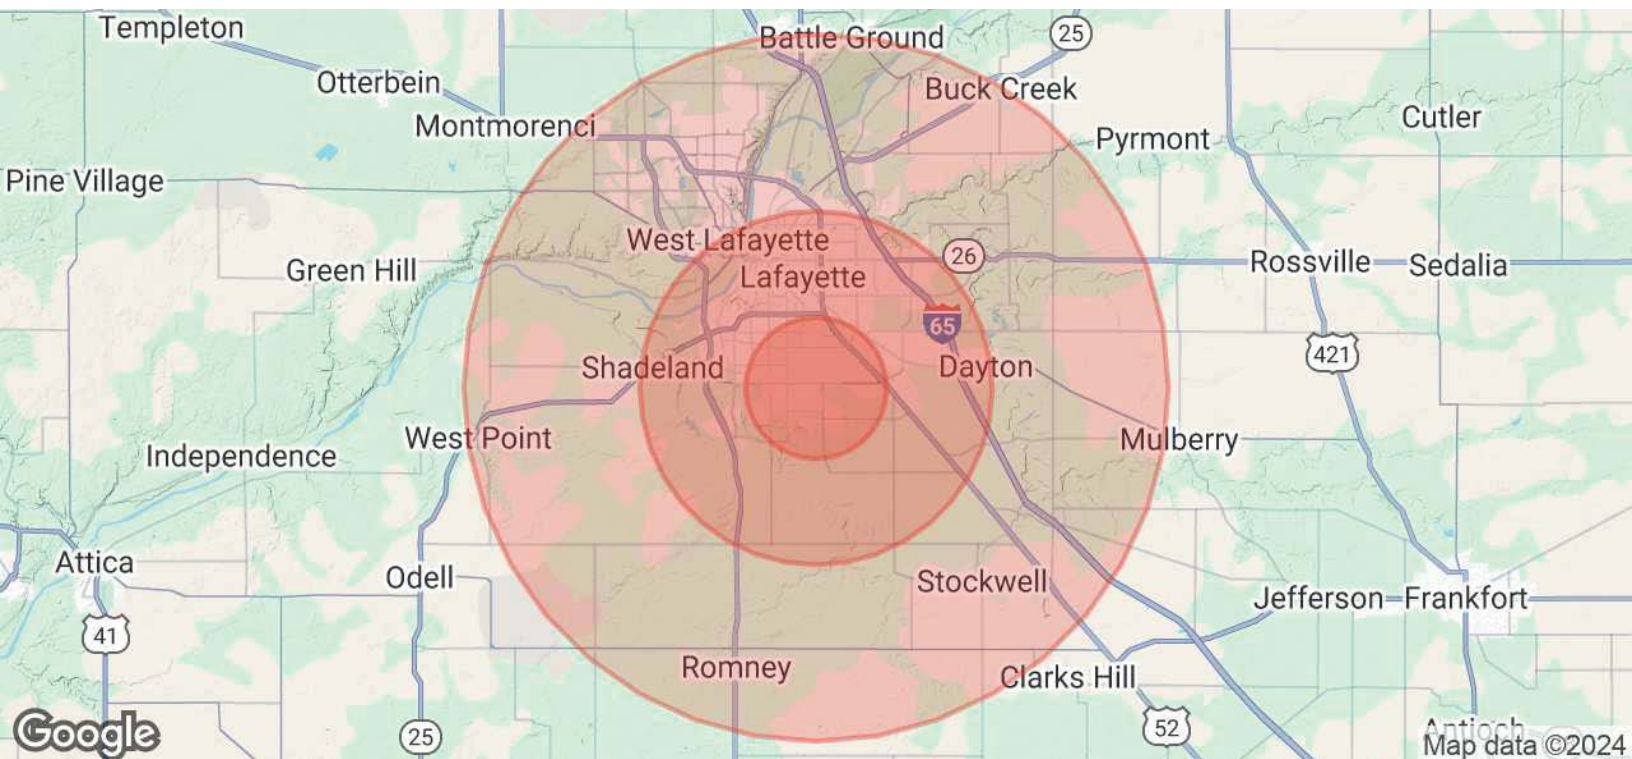 Templeton
Battle Ground
25
Otterbein
Buck Creek
Montmorenci
Cutler
Pyrmont
Pine Village
West Lafayette
26
Green Hill
Lafayette
Rossville
Sedalia
65
421
Shadeland
Dayton
West Point
Mulberry
Independence
Attica
Odell
Stockwell
Jefferson
Frankfort
41
Romney
Clarks Hill
52
Google
25
Antioch
Map data ©2024